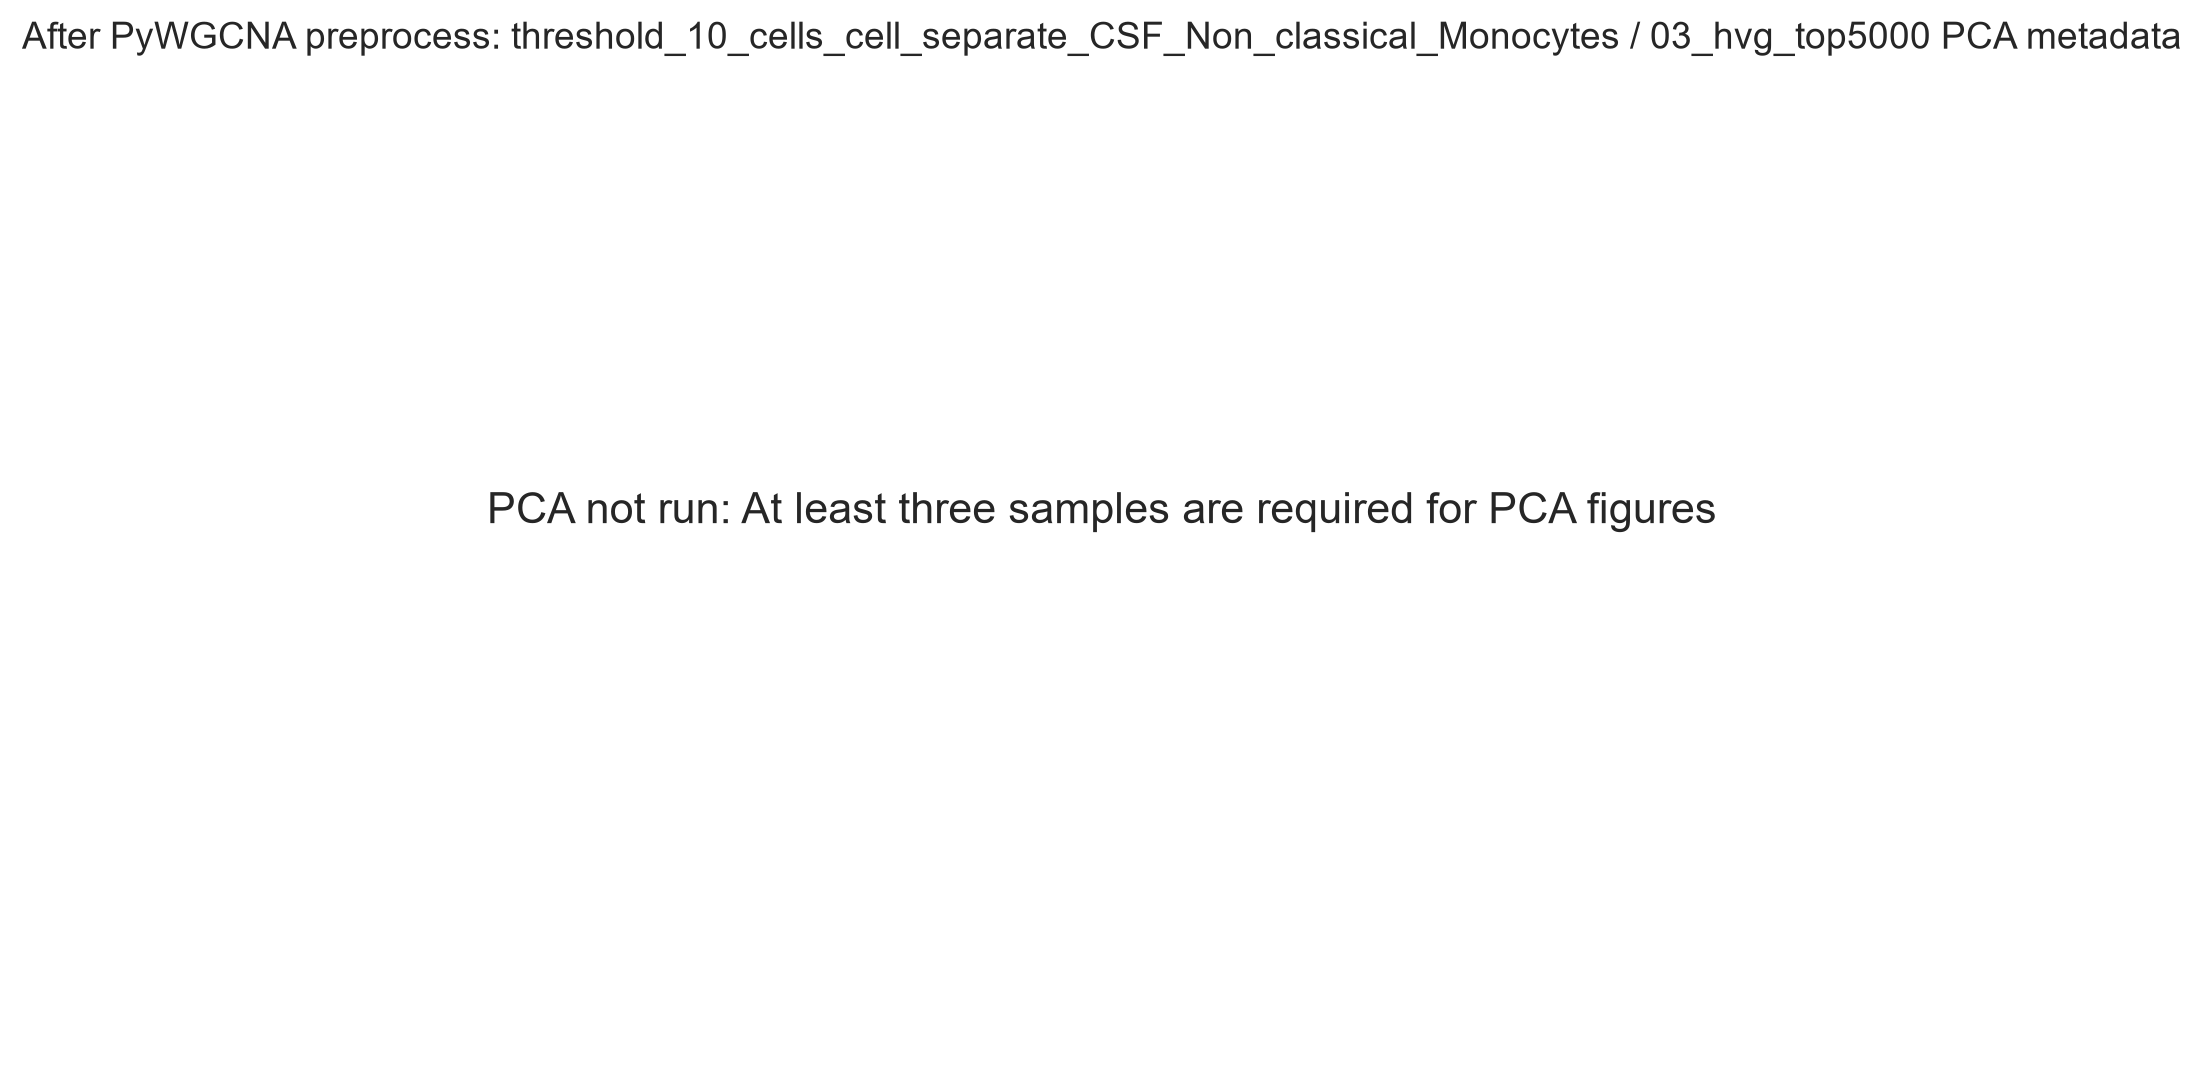 After PyWGCNA preprocess: threshold_10_cells_cell_separate_CSF_Non_classical_Monocytes / 03_hvg_top5000 PCA metadata
PCA not run: At least three samples are required for PCA figures